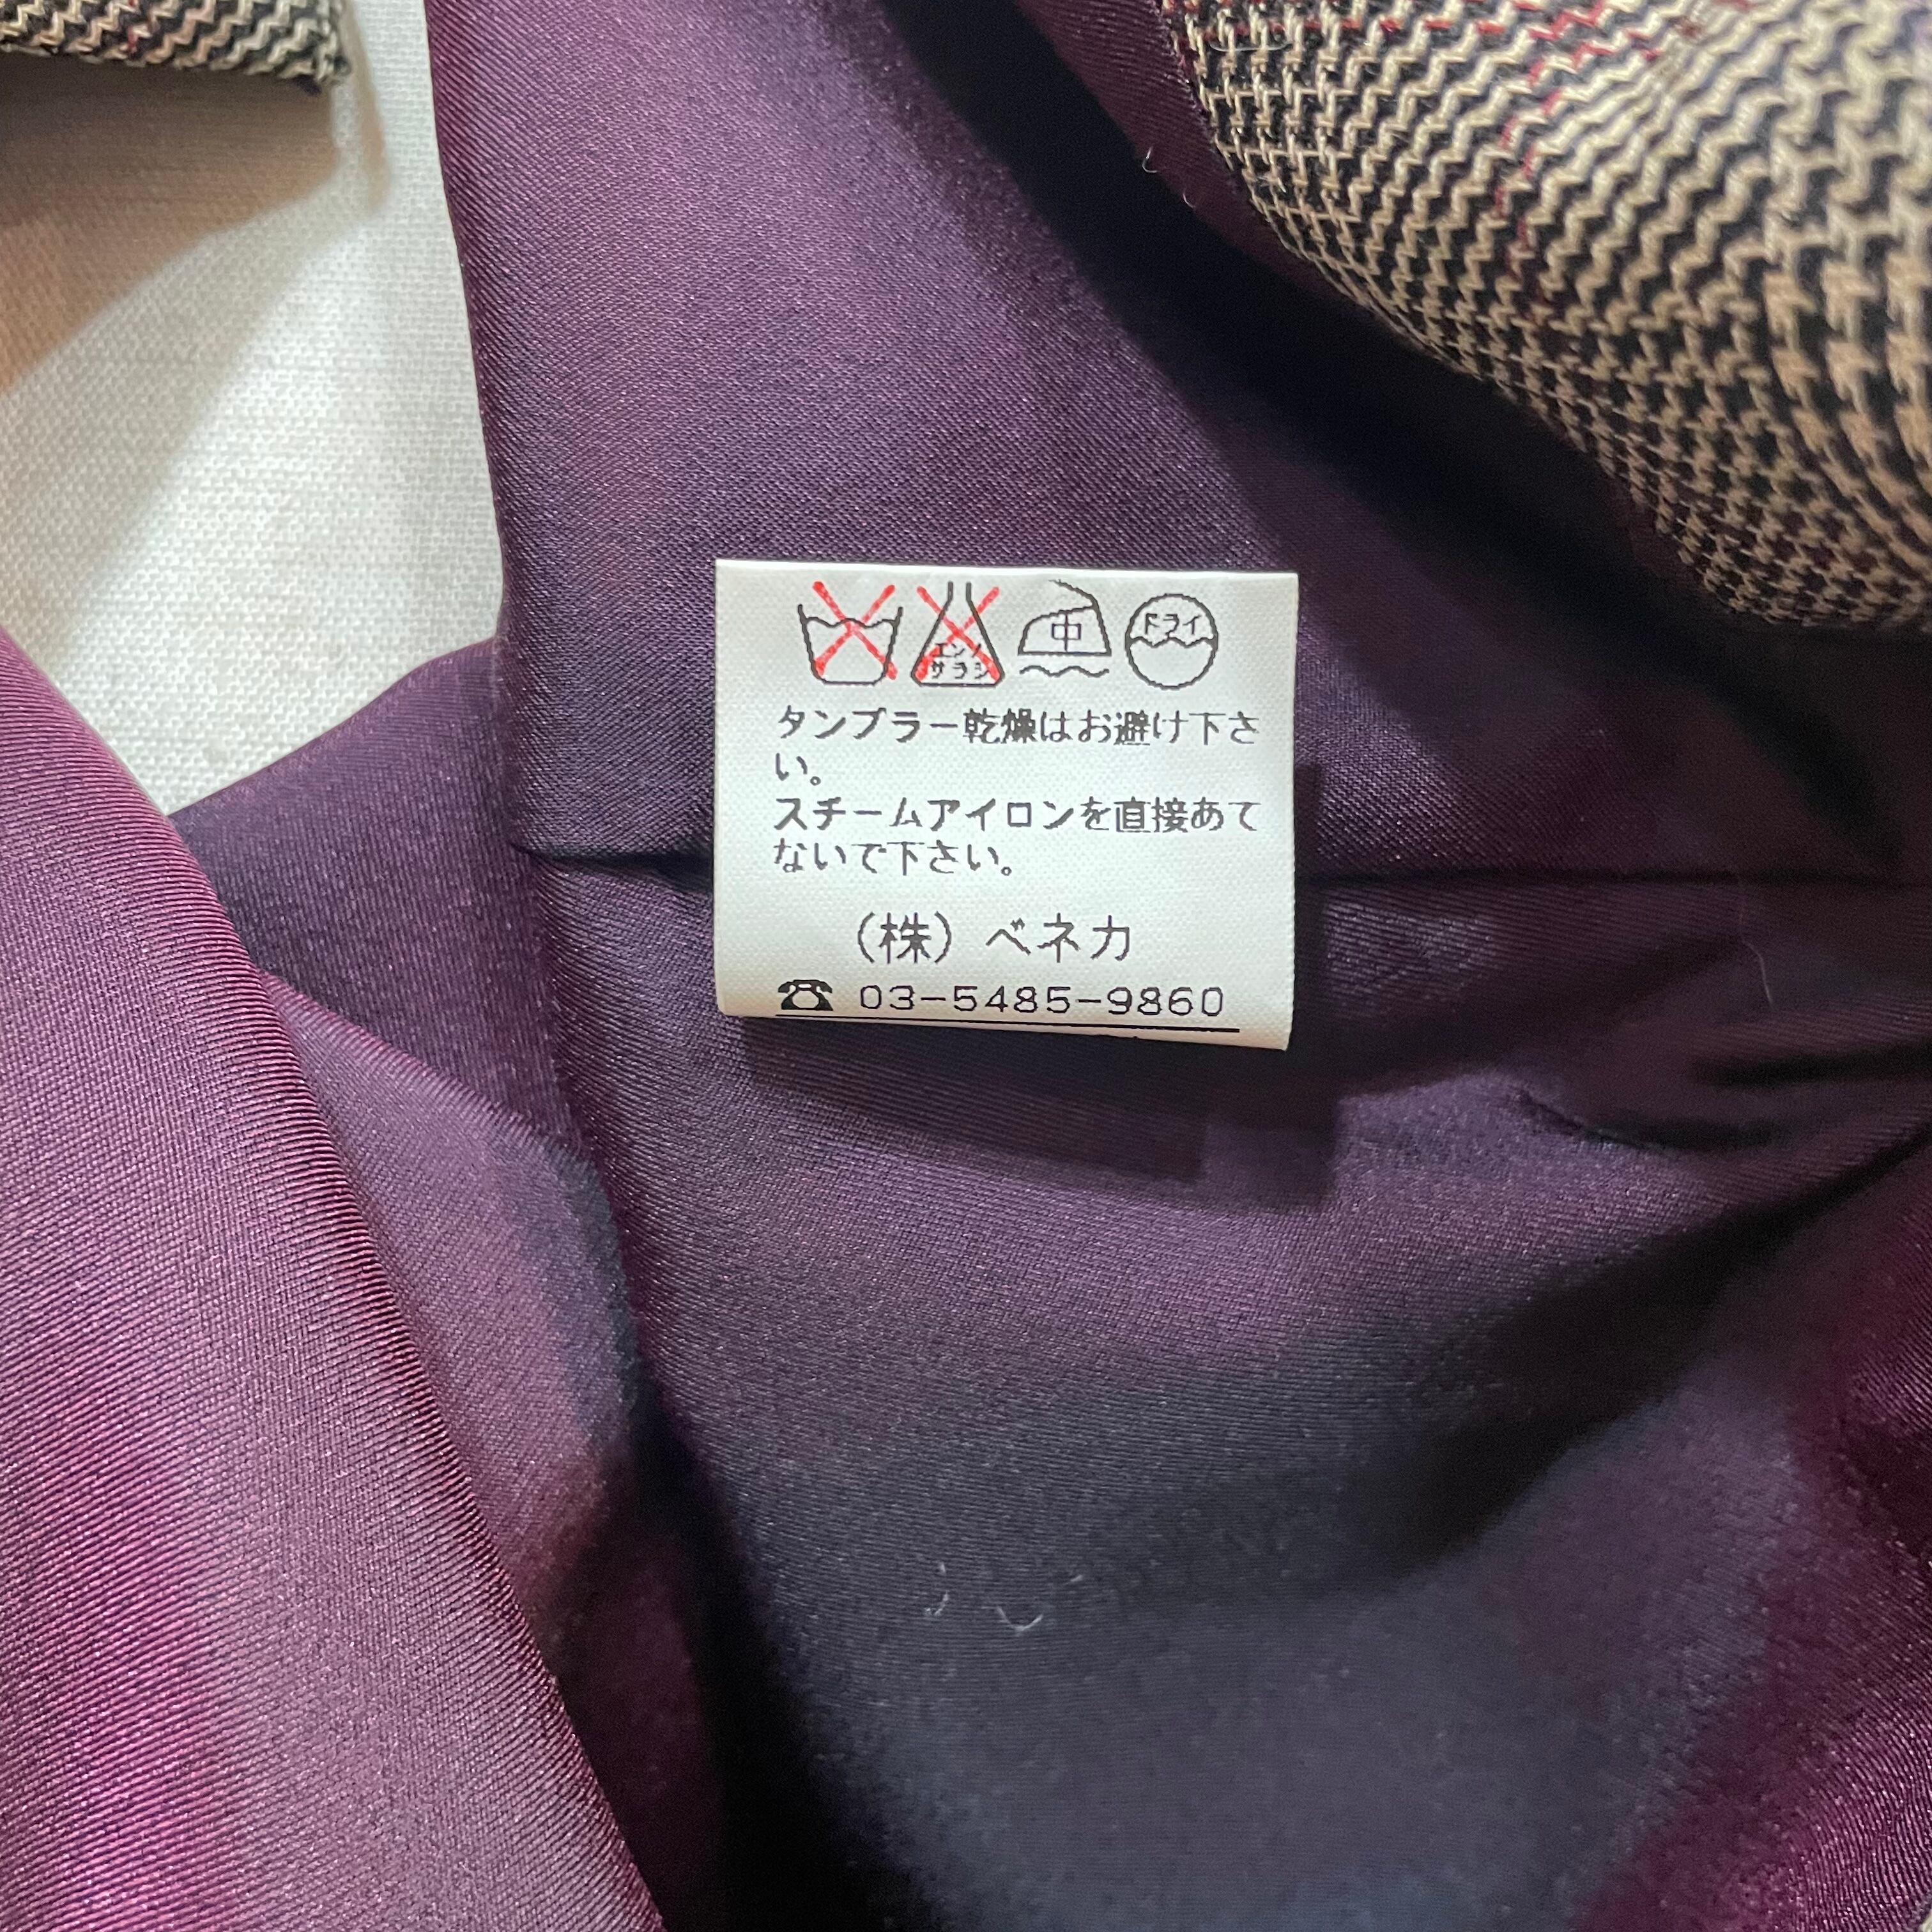 エンソ
サラシ
中
ドライ
タンブラー乾燥はお避け下さ
い。
スチームアイロンを直接あて
ないで下さい。
(株) ベネカ
☎ 03-5485-9860